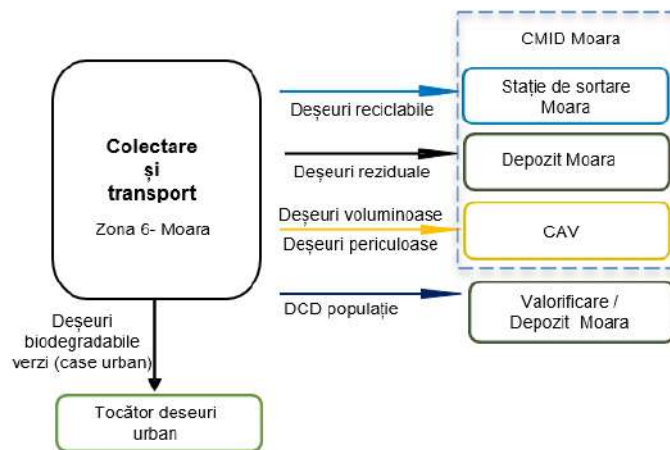 CMID Moara
Stație de sortare
Moara
Deșeuri reciclabile
Colectare
și
transport
Zona 6- Moara
Depozit Moara
Deșeuri reziduale
Deșeuri voluminoase
Deșeuri periculoase
CAV
DCD populație
Valorificare /
Depozit Moara
Deșeuri
biodegradabile
verzi (case urban)
Tocător deseuri
urban